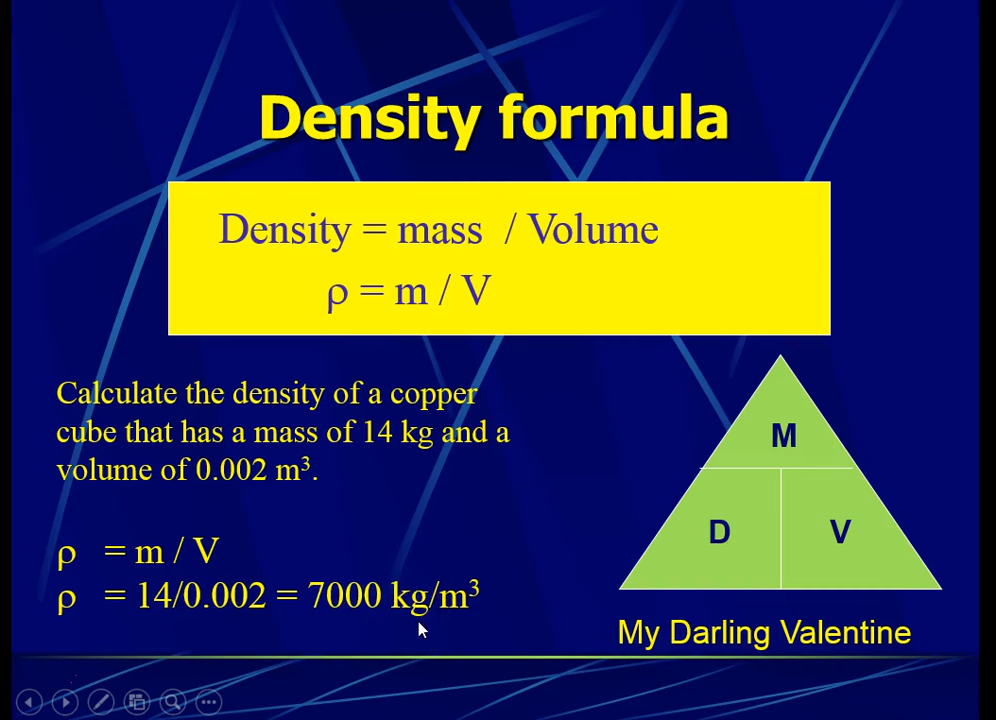 Density formula
Density = mass / Volume
ρ = m / V
Calculate the density of a copper
cube that has a mass of 14 kg and a
volume of 0.002 m³.
ρ = m / V
ρ = 14/0.002 = 7000 kg/m³
M
D V
My Darling Valentine